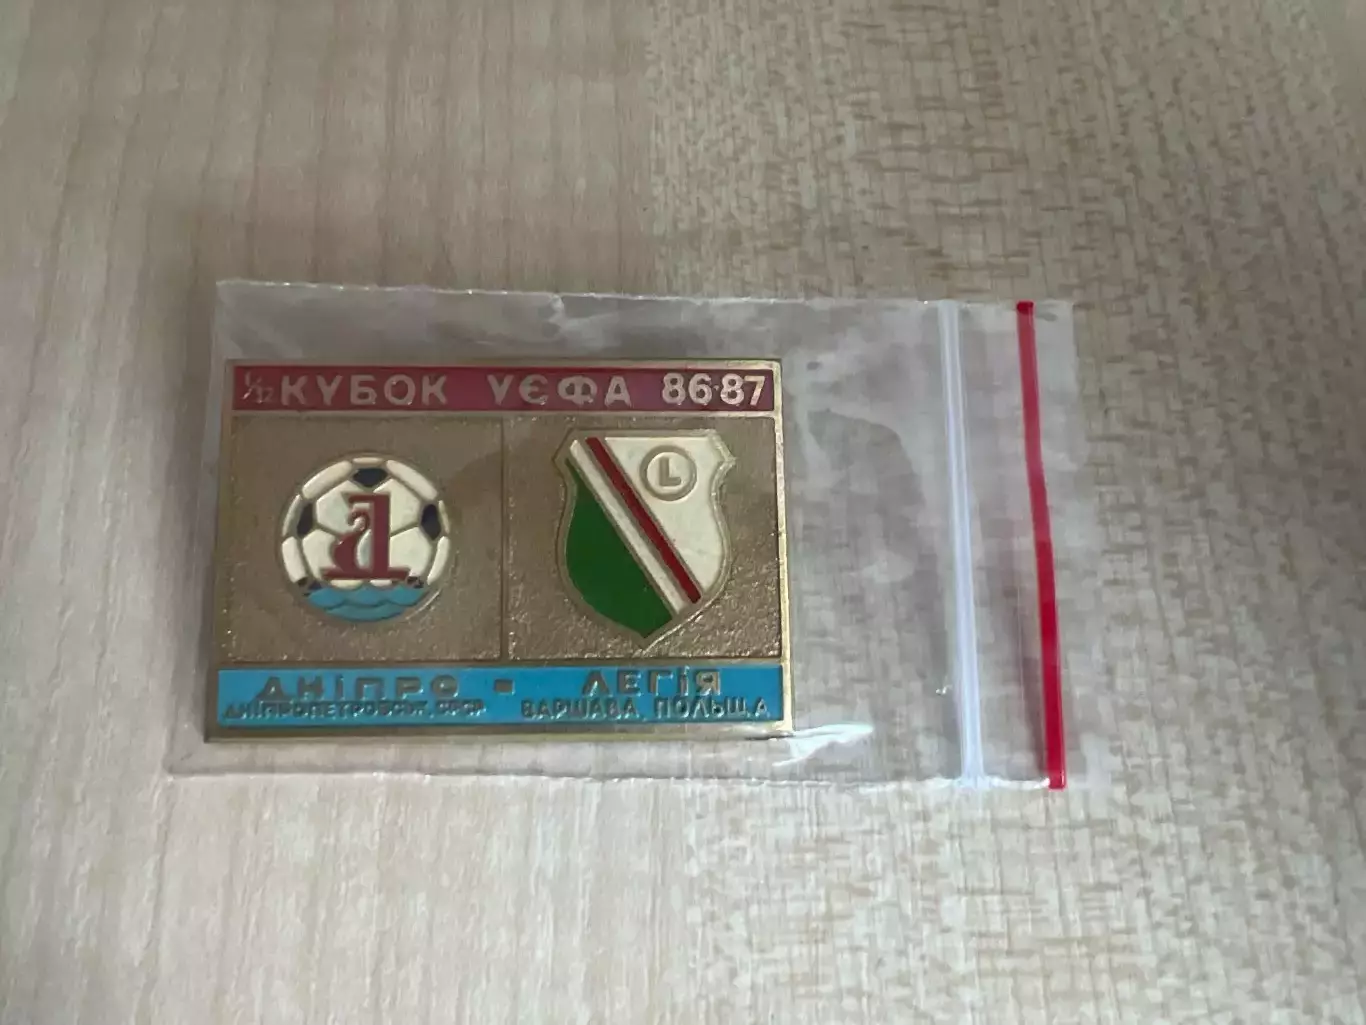 1/32 КУБОК УЄФА 86·87
Д
L
ДНІПРО - ЛЕГІЯ
ДНІПРОПЕТРОВСЬК, СРСР ВАРШАВА, ПОЛЬЩА